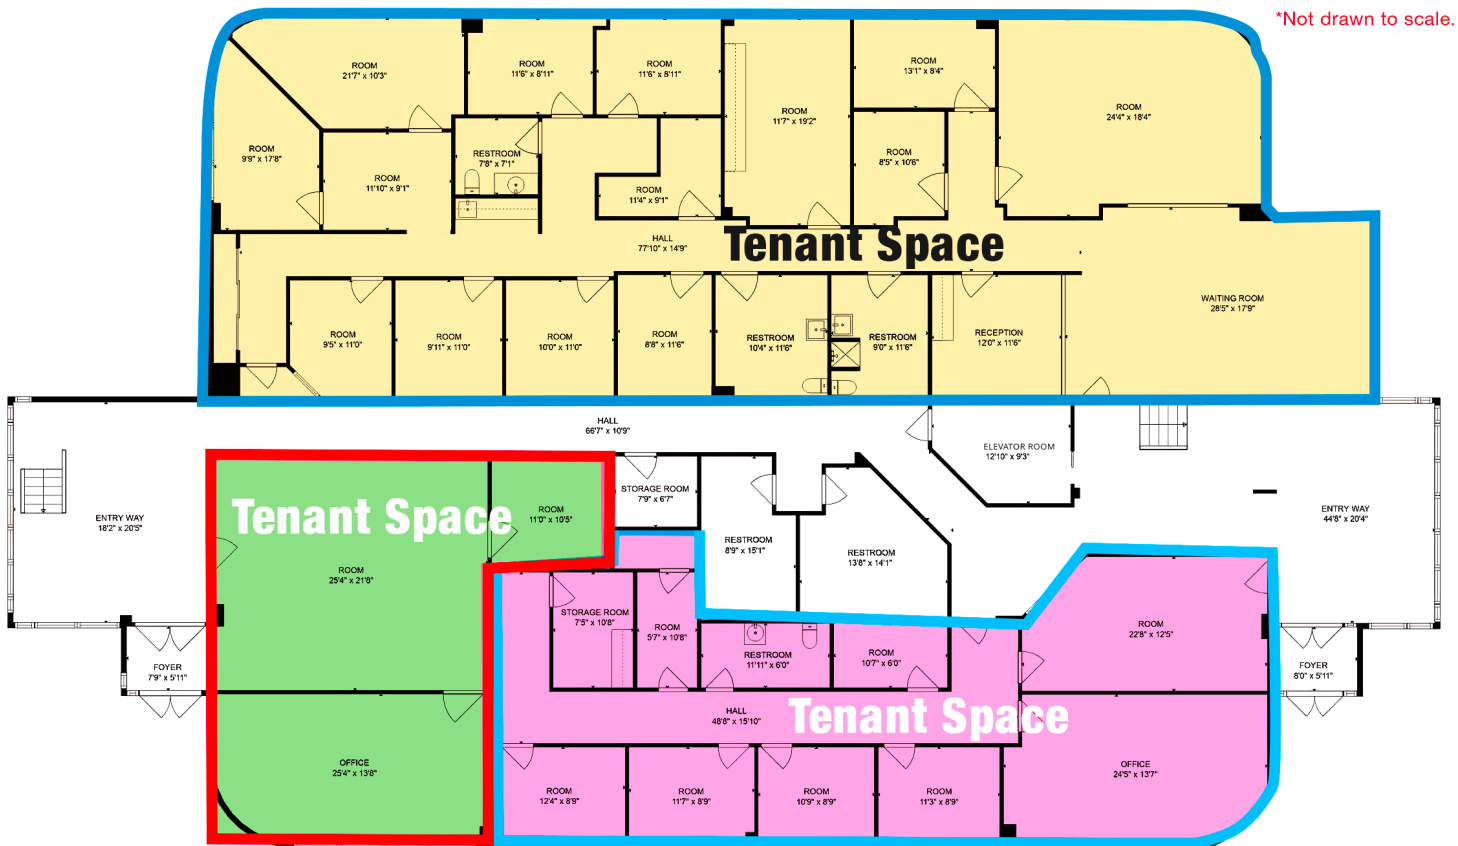 *Not drawn to scale.
ROOM
21'7" x 10'3"
ROOM
11'6" x 8'11"
ROOM
11'6" x 8'11"
ROOM
13'1" x 8'4"
ROOM
11'7" x 19'2"
ROOM
24'4" x 18'4"
ROOM
9'9" x 17'8"
RESTROOM
7'8" x 7'1"
ROOM
8'5" x 10'6"
ROOM
11'10" x 9'1"
ROOM
11'4" x 9'1"
HALL
77'10" x 14'9"
Tenant Space
WAITING ROOM
28'5" x 17'9"
ROOM
9'5" x 11'0"
ROOM
9'11" x 11'0"
ROOM
10'0" x 11'0"
ROOM
8'8" x 11'6"
RESTROOM
10'4" x 11'6"
RESTROOM
9'0" x 11'6"
RECEPTION
12'0" x 11'6"
HALL
66'7" x 10'9"
ELEVATOR ROOM
12'10" x 9'3"
STORAGE ROOM
7'9" x 6'7"
Tenant Space
ROOM
11'0" x 10'5"
ENTRY WAY
18'2" x 20'5"
ENTRY WAY
44'8" x 20'4"
RESTROOM
8'9" x 15'1"
RESTROOM
13'8" x 14'1"
ROOM
25'4" x 21'8"
STORAGE ROOM
7'5" x 10'8"
ROOM
5'7" x 10'8"
ROOM
22'8" x 12'5"
RESTROOM
11'11" x 6'0"
ROOM
10'7" x 6'0"
FOYER
7'9" x 5'11"
FOYER
8'0" x 5'11"
HALL
48'8" x 15'10"
Tenant Space
OFFICE
25'4" x 13'8"
OFFICE
24'5" x 13'7"
ROOM
12'4" x 8'9"
ROOM
11'7" x 8'9"
ROOM
10'9" x 8'9"
ROOM
11'3" x 8'9"